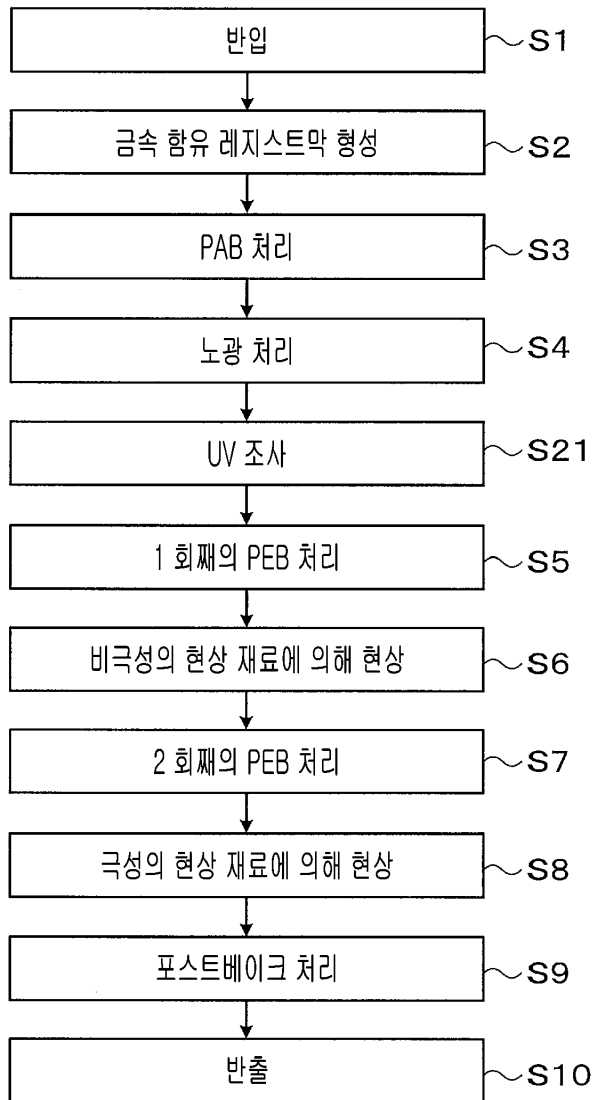 반입 S1
금속 함유 레지스트막 형성 S2
PAB 처리 S3
노광 처리 S4
UV 조사 S21
1 회째의 PEB 처리 S5
비극성의 현상 재료에 의해 현상 S6
2 회째의 PEB 처리 S7
극성의 현상 재료에 의해 현상 S8
포스트베이크 처리 S9
반출 S10